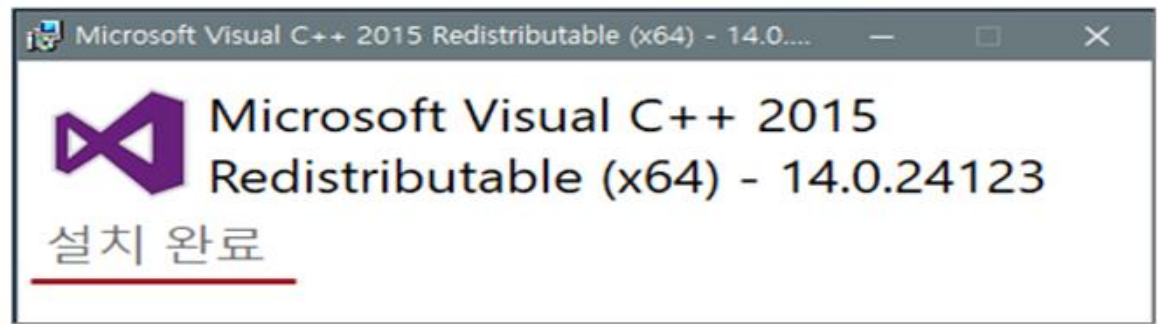 Microsoft Visual C++ 2015 Redistributable (x64) - 14.0....
Microsoft Visual C++ 2015
Redistributable (x64) - 14.0.24123
설치 완료